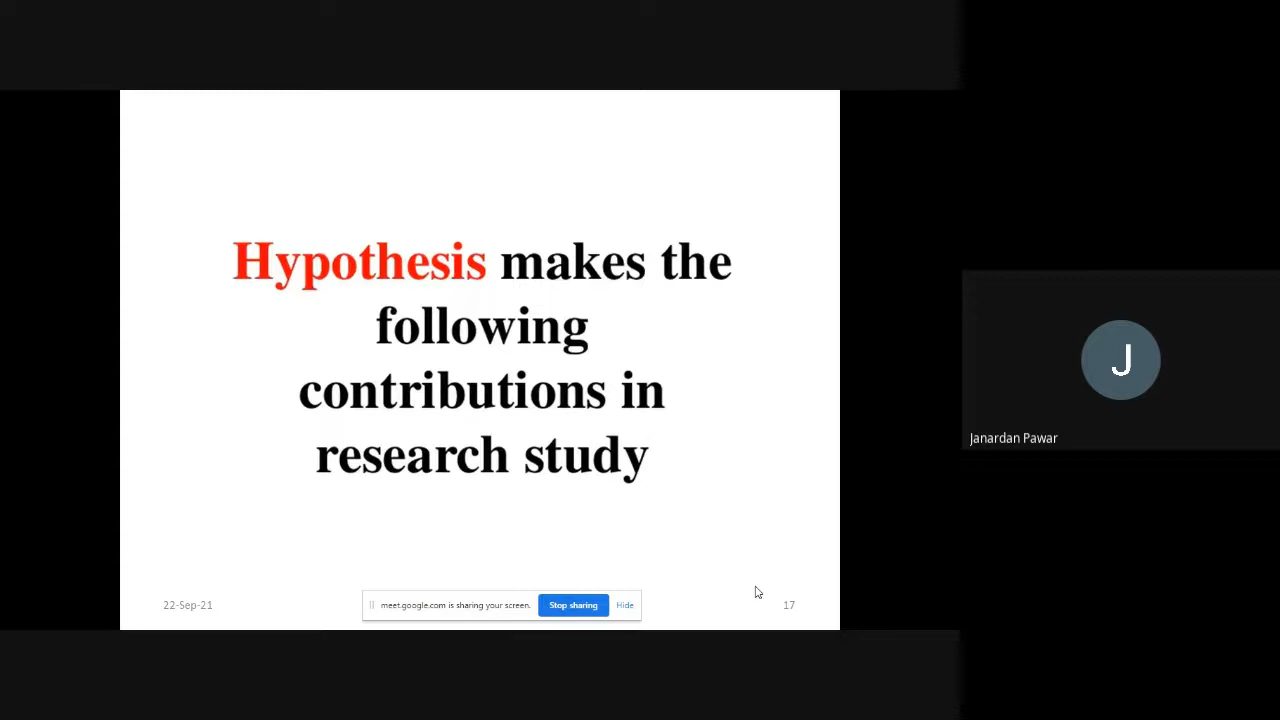 Hypothesis makes the
following
contributions in
research study
22-Sep-21
meet.google.com is sharing your screen.
Stop sharing
Hide
17
J
Janardan Pawar